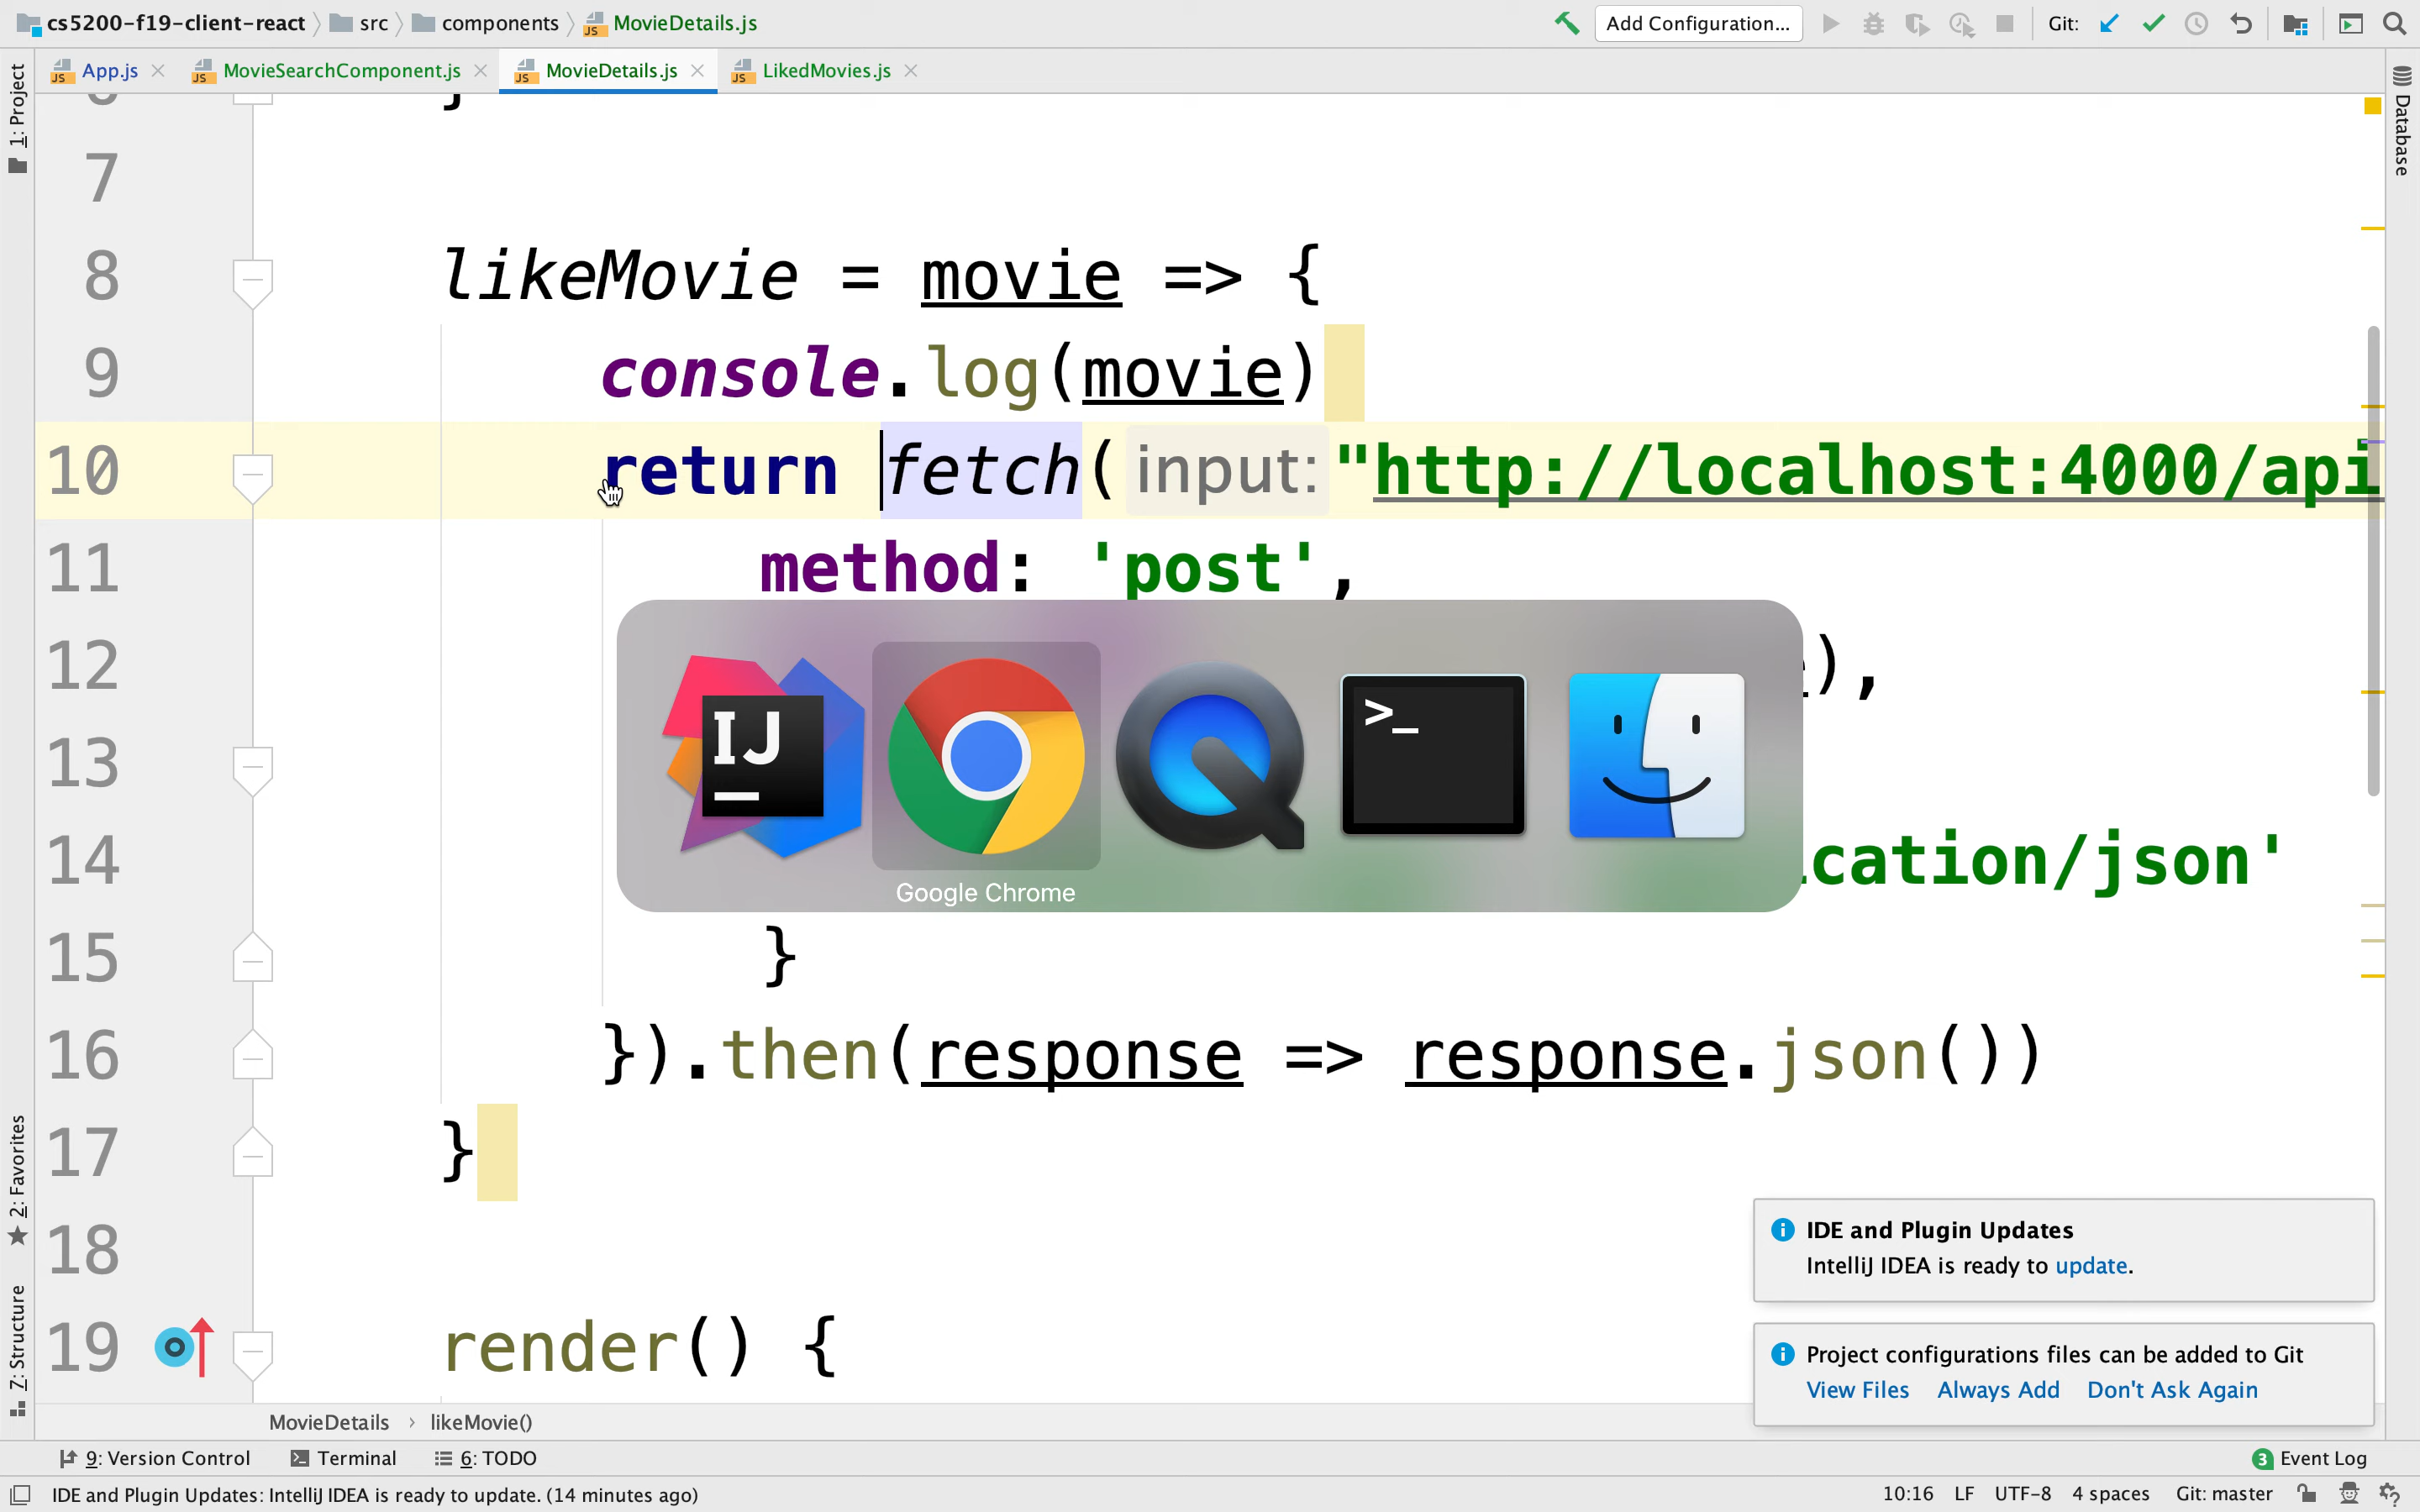 cs5200-f19-client-react src components MovieDetails.js Add Configuration... Git:
App.js MovieSearchComponent.js MovieDetails.js LikedMovies.js
1: Project
Database
7
8 likeMovie = movie => {
9 console.log(movie)
10 return fetch( input: "http://localhost:4000/api
11 method: 'post',
12 ),
13
14 cation/json'
15 }
16 }).then(response => response.json())
17 }
18
19 render() {
IJ
>_
Google Chrome
2: Favorites
7: Structure
IDE and Plugin Updates
IntelliJ IDEA is ready to update.
Project configurations files can be added to Git
View Files Always Add Don't Ask Again
MovieDetails › likeMovie()
9: Version Control Terminal 6: TODO 3 Event Log
IDE and Plugin Updates: IntelliJ IDEA is ready to update. (14 minutes ago) 10:16 LF UTF-8 4 spaces Git: master